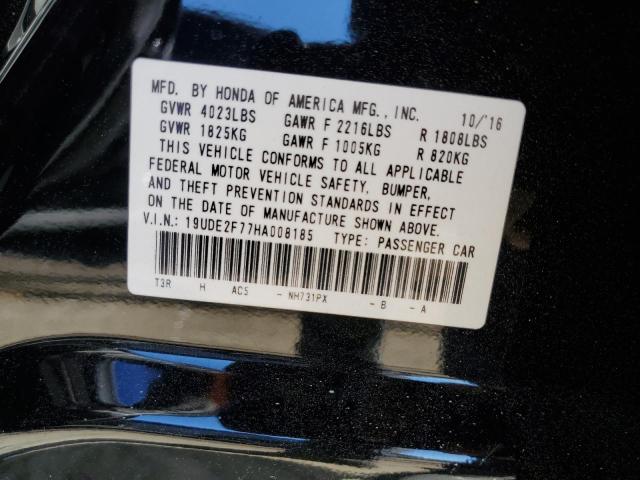 MFD. BY HONDA OF AMERICA MFG., INC. 10/'16
GVWR 4023LBS GAWR F 2216LBS R 1808LBS
GVWR 1825KG GAWR F 1005KG R 820KG
THIS VEHICLE CONFORMS TO ALL APPLICABLE
FEDERAL MOTOR VEHICLE SAFETY, BUMPER,
AND THEFT PREVENTION STANDARDS IN EFFECT
ON THE DATE OF MANUFACTURE SHOWN ABOVE.
V.I.N.: 19UDE2F77HA008185 TYPE: PASSENGER CAR
T3R H AC5 - NH731PX - B - A